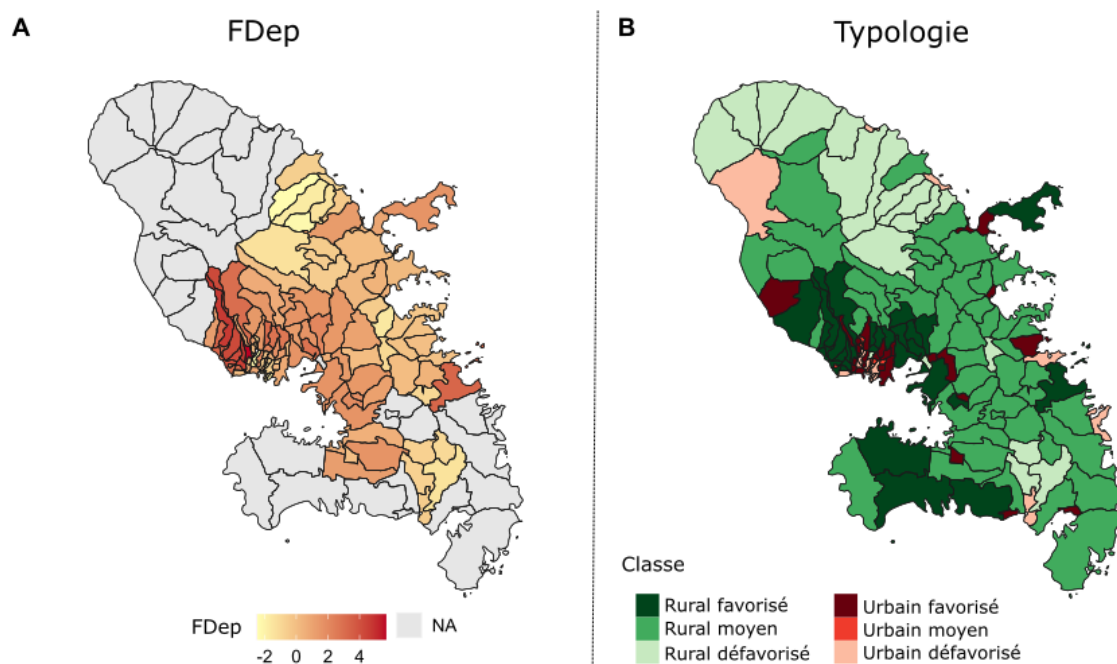 A
FDep
FDep
-2 0 2 4
NA
B
Typologie
Classe
Rural favorisé
Rural moyen
Rural défavorisé
Urbain favorisé
Urbain moyen
Urbain défavorisé